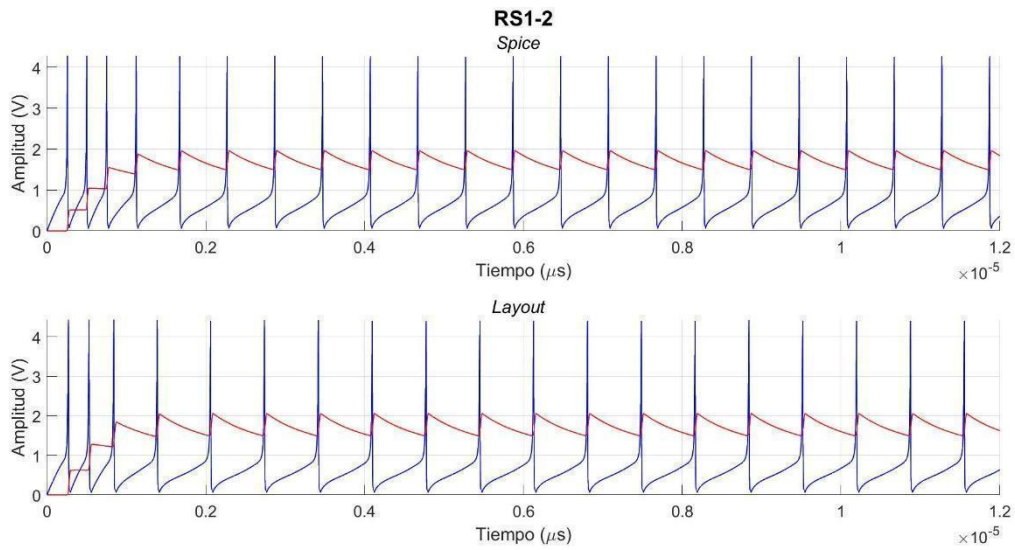 RS1-2
Spice
Amplitud (V)
4
3
2
1
0
0 0.2 0.4 0.6 0.8 1 1.2
Tiempo (μs)
×10⁻⁵
Layout
Amplitud (V)
4
3
2
1
0
0 0.2 0.4 0.6 0.8 1 1.2
Tiempo (μs)
×10⁻⁵